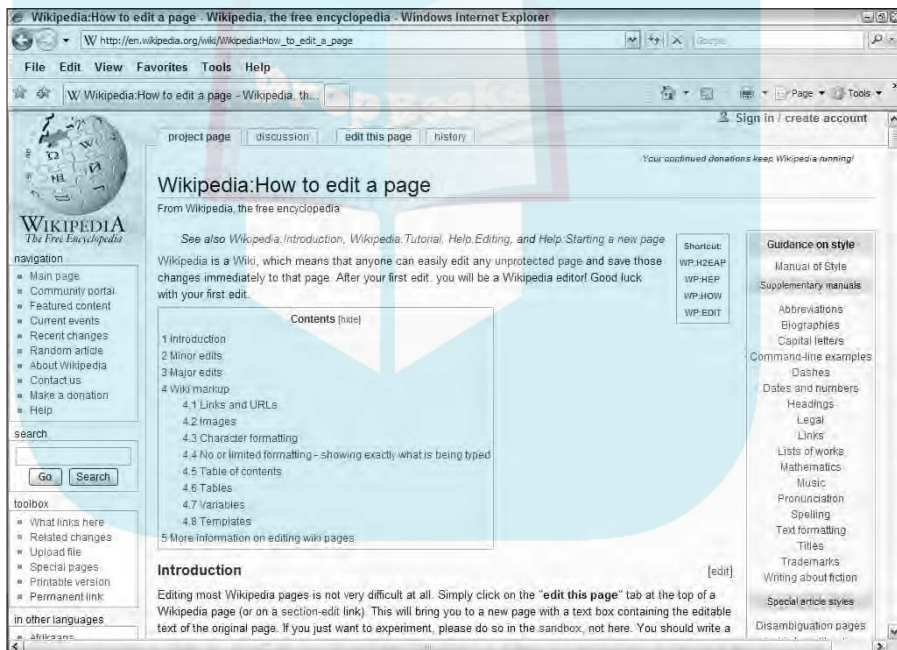 Wikipedia:How to edit a page - Wikipedia, the free encyclopedia - Windows Internet Explorer
W http://en.wikipedia.org/wiki/Wikipedia:How_to_edit_a_page
Google
File Edit View Favorites Tools Help
W Wikipedia:How to edit a page - Wikipedia, th...
Page Tools
Books
Sign in / create account
project page discussion edit this page history
Your continued donations keep Wikipedia running!
Wikipedia:How to edit a page
From Wikipedia, the free encyclopedia
See also Wikipedia:Introduction, Wikipedia:Tutorial, Help:Editing, and Help:Starting a new page
Wikipedia is a Wiki, which means that anyone can easily edit any unprotected page and save those
changes immediately to that page. After your first edit, you will be a Wikipedia editor! Good luck
with your first edit.
Shortcut:
WP:H2EAP
WP:HEP
WP:HOW
WP:EDIT
Contents [hide]
1 Introduction
2 Minor edits
3 Major edits
4 Wiki markup
4.1 Links and URLs
4.2 Images
4.3 Character formatting
4.4 No or limited formatting - showing exactly what is being typed
4.5 Table of contents
4.6 Tables
4.7 Variables
4.8 Templates
5 More information on editing wiki pages
Introduction [edit]
Editing most Wikipedia pages is not very difficult at all. Simply click on the "edit this page" tab at the top of a
Wikipedia page (or on a section-edit link). This will bring you to a new page with a text box containing the editable
text of the original page. If you just want to experiment, please do so in the sandbox, not here. You should write a
WIKIPEDIA
The Free Encyclopedia
navigation
Main page
Community portal
Featured content
Current events
Recent changes
Random article
About Wikipedia
Contact us
Make a donation
Help
search
Go Search
toolbox
What links here
Related changes
Upload file
Special pages
Printable version
Permanent link
in other languages
Afrikaans
Guidance on style
Manual of Style
Supplementary manuals
Abbreviations
Biographies
Capital letters
Command-line examples
Dashes
Dates and numbers
Headings
Legal
Links
Lists of works
Mathematics
Music
Pronunciation
Spelling
Text formatting
Titles
Trademarks
Writing about fiction
Special article styles
Disambiguation pages